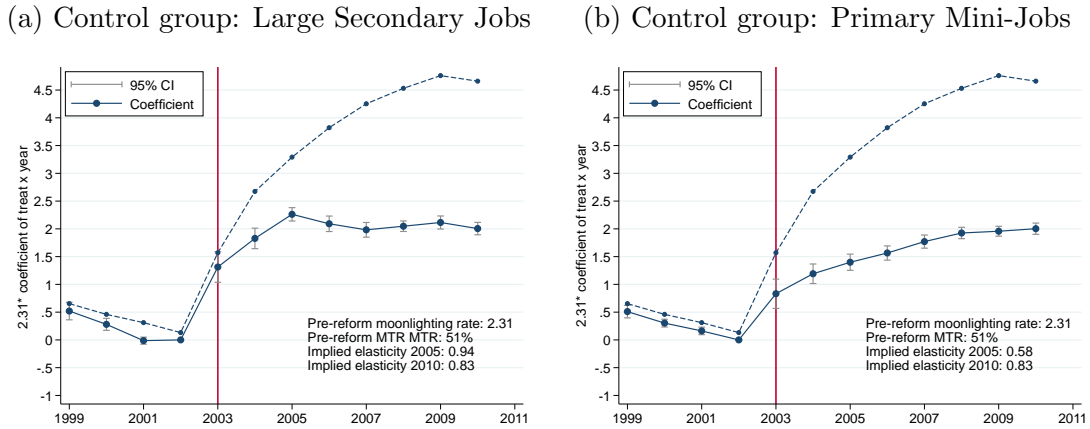 (a) Control group: Large Secondary Jobs
(b) Control group: Primary Mini-Jobs
2.31* coefficient of treat x year
4.5
4
3.5
3
2.5
2
1.5
1
.5
0
-.5
-1
95% CI
Coefficient
Pre-reform moonlighting rate: 2.31
Pre-reform MTR MTR: 51%
Implied elasticity 2005: 0.94
Implied elasticity 2010: 0.83
1999 2001 2003 2005 2007 2009 2011
2.31* coefficient of treat x year
4.5
4
3.5
3
2.5
2
1.5
1
.5
0
-.5
-1
95% CI
Coefficient
Pre-reform moonlighting rate: 2.31
Pre-reform MTR MTR: 51%
Implied elasticity 2005: 0.58
Implied elasticity 2010: 0.83
1999 2001 2003 2005 2007 2009 2011